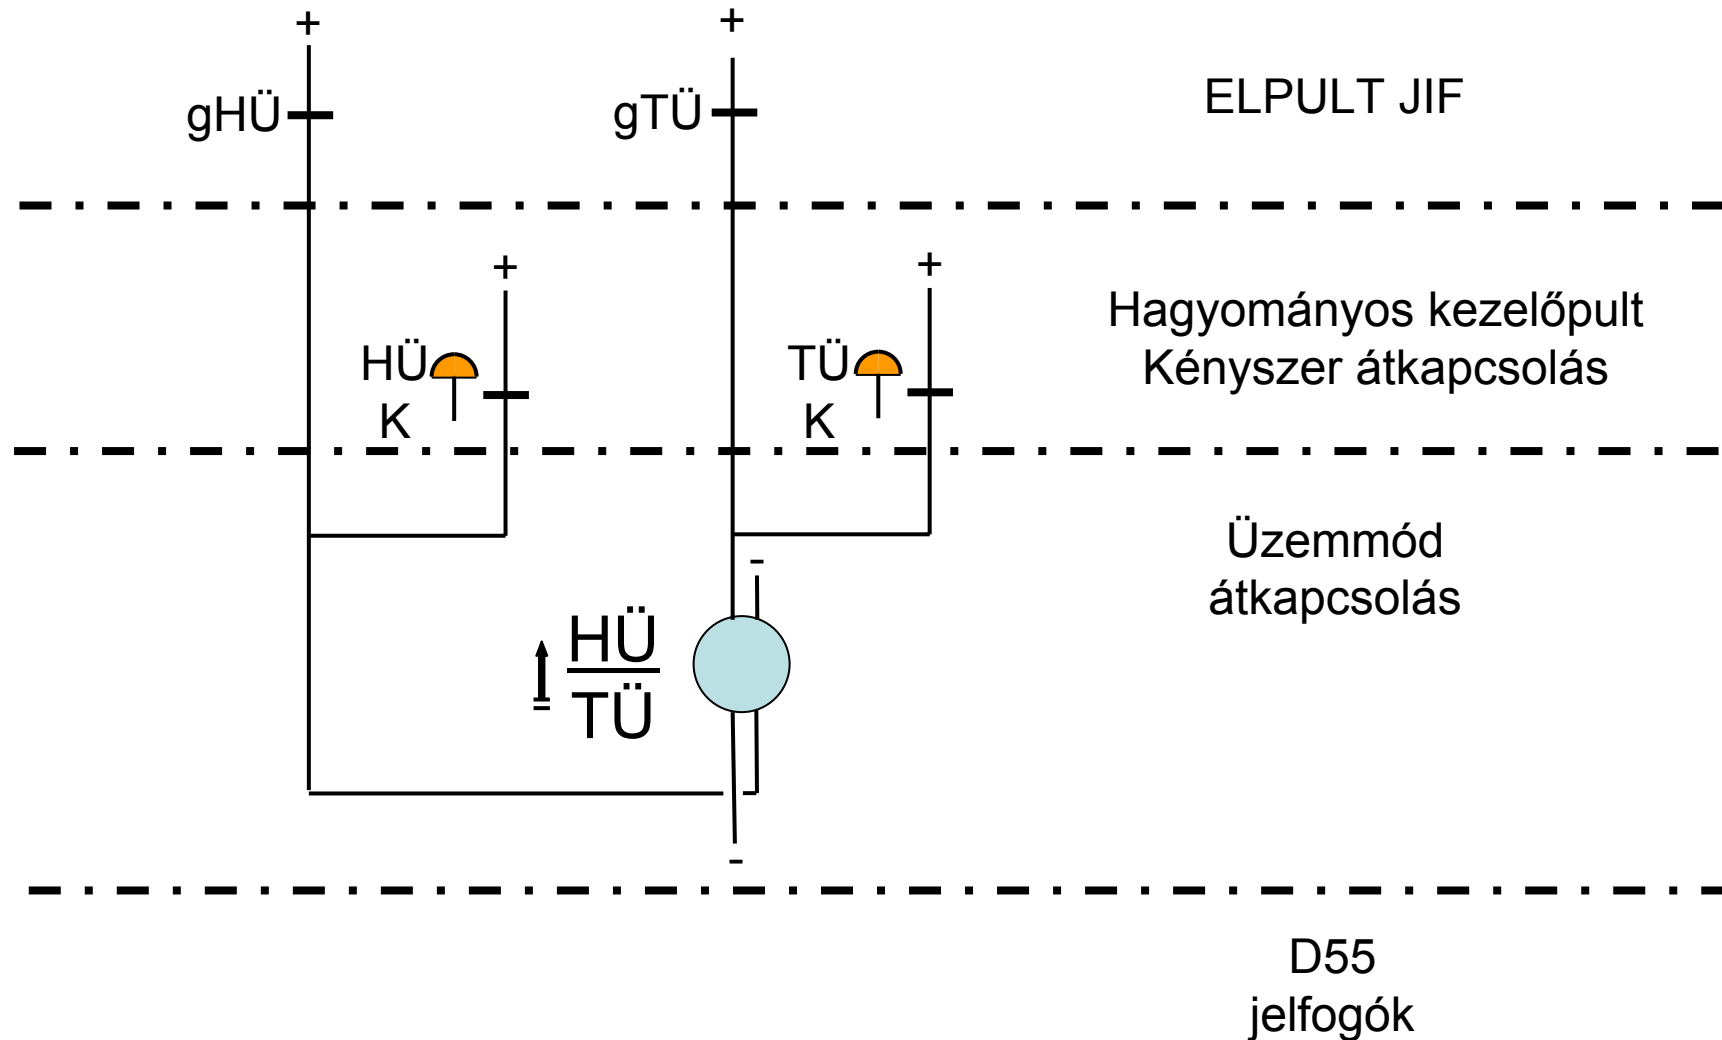 +
+
gHÜ
gTÜ
ELPULT JIF
+
+
HÜ
K
TÜ
K
Hagyományos kezelőpult
Kényszer átkapcsolás
Üzemmód
átkapcsolás
-
HÜ
TÜ
-
D55
jelfogók